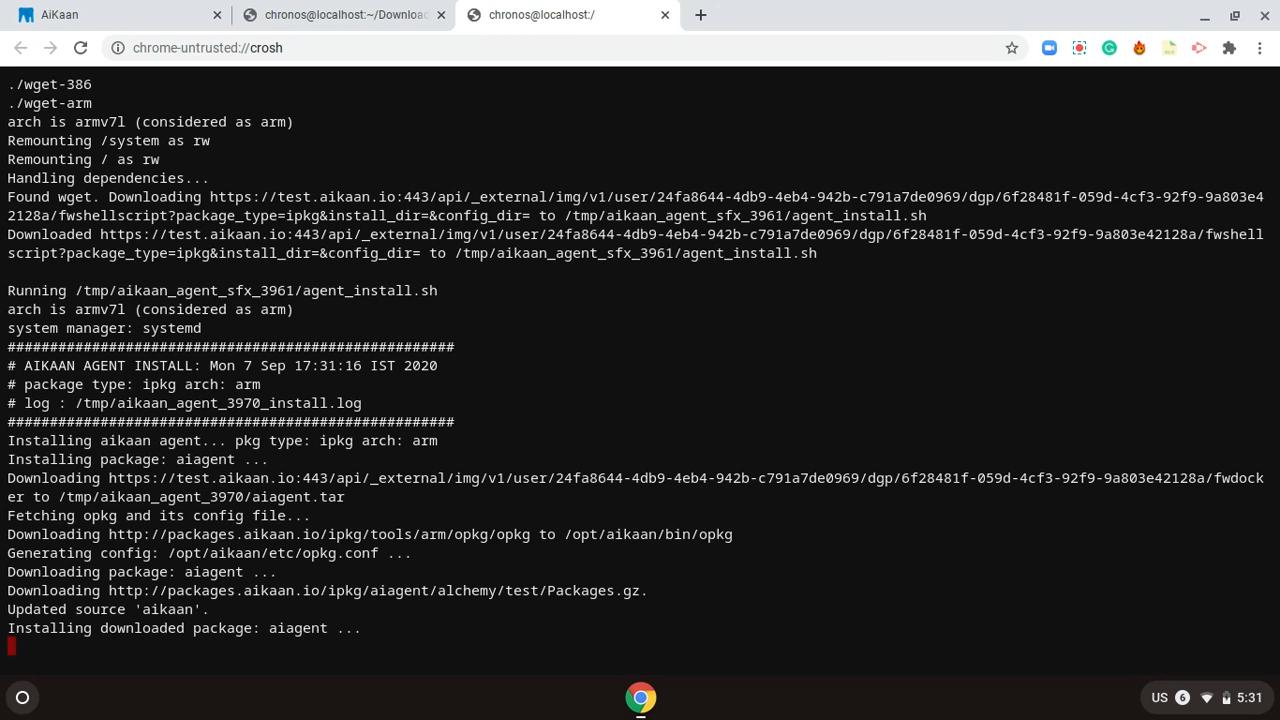 AiKaan
chronos@localhost:~/Downloac
chronos@localhost:/
chrome-untrusted://crosh
./wget-386
./wget-arm
arch is armv7l (considered as arm)
Remounting /system as rw
Remounting / as rw
Handling dependencies...
Found wget. Downloading https://test.aikaan.io:443/api/_external/img/v1/user/24fa8644-4db9-4eb4-942b-c791a7de0969/dgp/6f28481f-059d-4cf3-92f9-9a803e4
2128a/fwshellscript?package_type=ipkg&install_dir=&config_dir= to /tmp/aikaan_agent_sfx_3961/agent_install.sh
Downloaded https://test.aikaan.io:443/api/_external/img/v1/user/24fa8644-4db9-4eb4-942b-c791a7de0969/dgp/6f28481f-059d-4cf3-92f9-9a803e42128a/fwshell
script?package_type=ipkg&install_dir=&config_dir= to /tmp/aikaan_agent_sfx_3961/agent_install.sh
Running /tmp/aikaan_agent_sfx_3961/agent_install.sh
arch is armv7l (considered as arm)
system manager: systemd
#####################################################
# AIKAAN AGENT INSTALL: Mon 7 Sep 17:31:16 IST 2020
# package type: ipkg arch: arm
# log : /tmp/aikaan_agent_3970_install.log
#####################################################
Installing aikaan agent... pkg type: ipkg arch: arm
Installing package: aiagent ...
Downloading https://test.aikaan.io:443/api/_external/img/v1/user/24fa8644-4db9-4eb4-942b-c791a7de0969/dgp/6f28481f-059d-4cf3-92f9-9a803e42128a/fwdock
er to /tmp/aikaan_agent_3970/aiagent.tar
Fetching opkg and its config file...
Downloading http://packages.aikaan.io/ipkg/tools/arm/opkg/opkg to /opt/aikaan/bin/opkg
Generating config: /opt/aikaan/etc/opkg.conf ...
Downloading package: aiagent ...
Downloading http://packages.aikaan.io/ipkg/aiagent/alchemy/test/Packages.gz.
Updated source 'aikaan'.
Installing downloaded package: aiagent ...
US 6 5:31